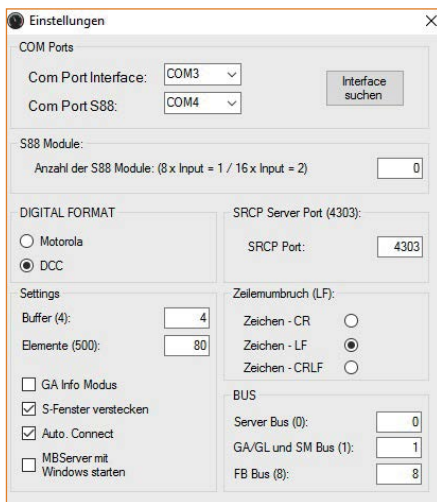 Einstellungen
COM Ports
Com Port Interface:
COM3
Interface
suchen
Com Port S88:
COM4
S88 Module:
Anzahl der S88 Module: (8 x Input = 1 / 16 x Input = 2)
0
DIGITAL FORMAT
Motorola
DCC
SRCP Server Port (4303):
SRCP Port:
4303
Settings
Buffer (4):
4
Elemente (500):
80
GA Info Modus
S-Fenster verstecken
Auto. Connect
MBServer mit
Windows starten
Zeilemumbruch (LF):
Zeichen - CR
Zeichen - LF
Zeichen - CRLF
BUS
Server Bus (0):
0
GA/GL und SM Bus (1):
1
FB Bus (8):
8